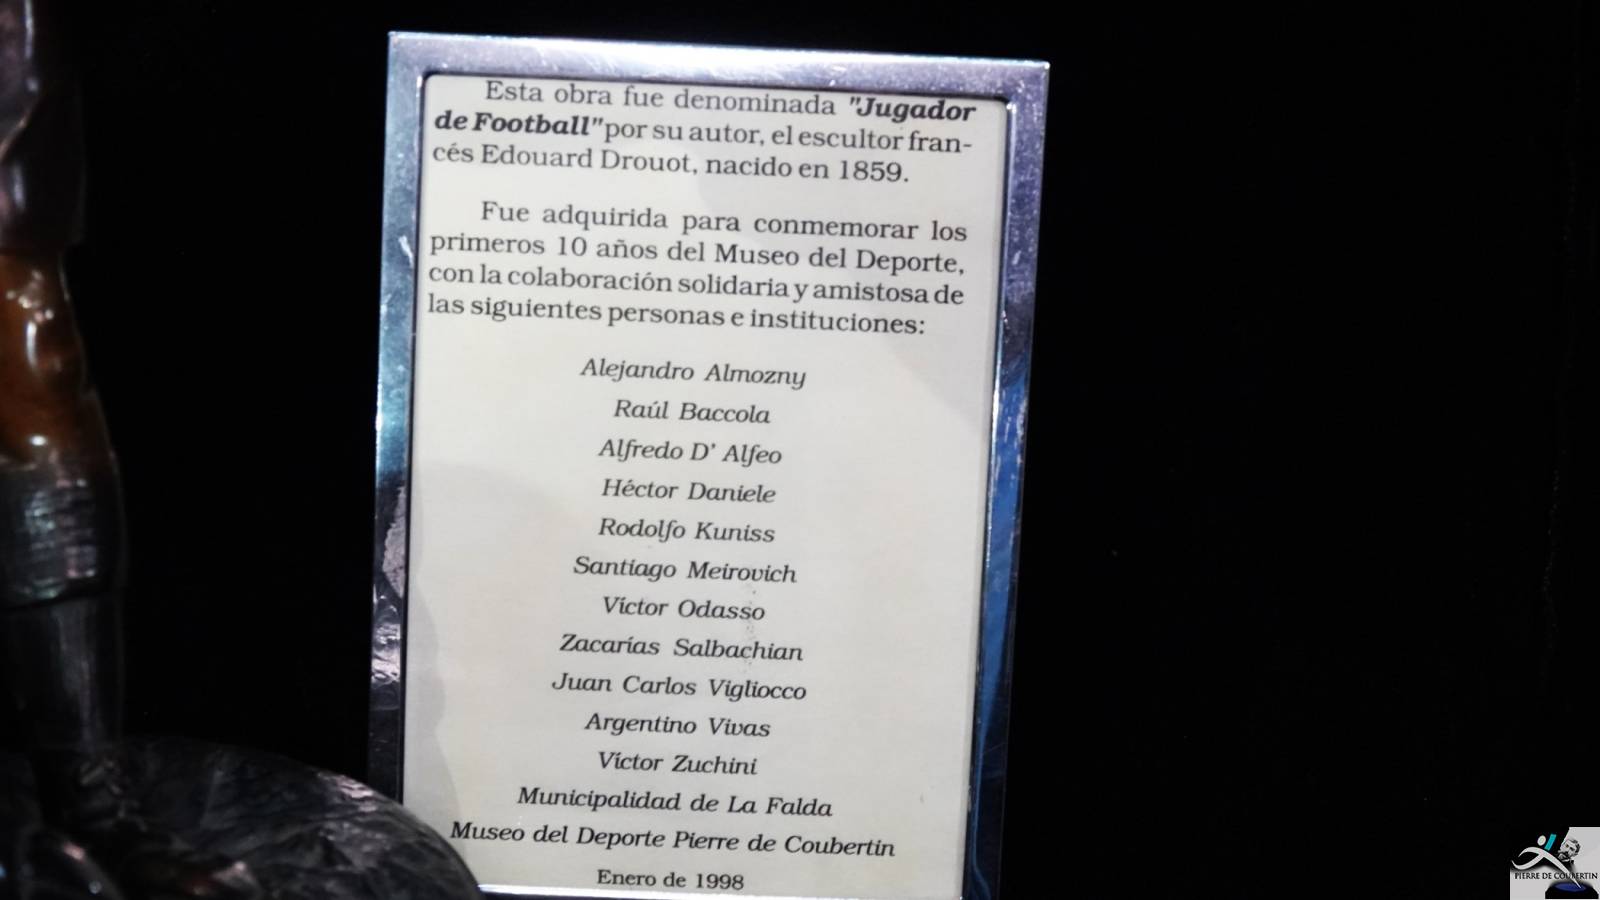 Esta obra fue denominada "Jugador
de Football" por su autor, el escultor fran-
cés Edouard Drouot, nacido en 1859.
Fue adquirida para conmemorar los
primeros 10 años del Museo del Deporte,
con la colaboración solidaria y amistosa de
las siguientes personas e instituciones:
Alejandro Almozny
Raúl Baccola
Alfredo D' Alfeo
Héctor Daniele
Rodolfo Kuniss
Santiago Meirovich
Víctor Odasso
Zacarías Salbachian
Juan Carlos Vigliocco
Argentino Vivas
Víctor Zuchini
Municipalidad de La Falda
Museo del Deporte Pierre de Coubertin
Enero de 1998
PIERRE DE COUBERTIN